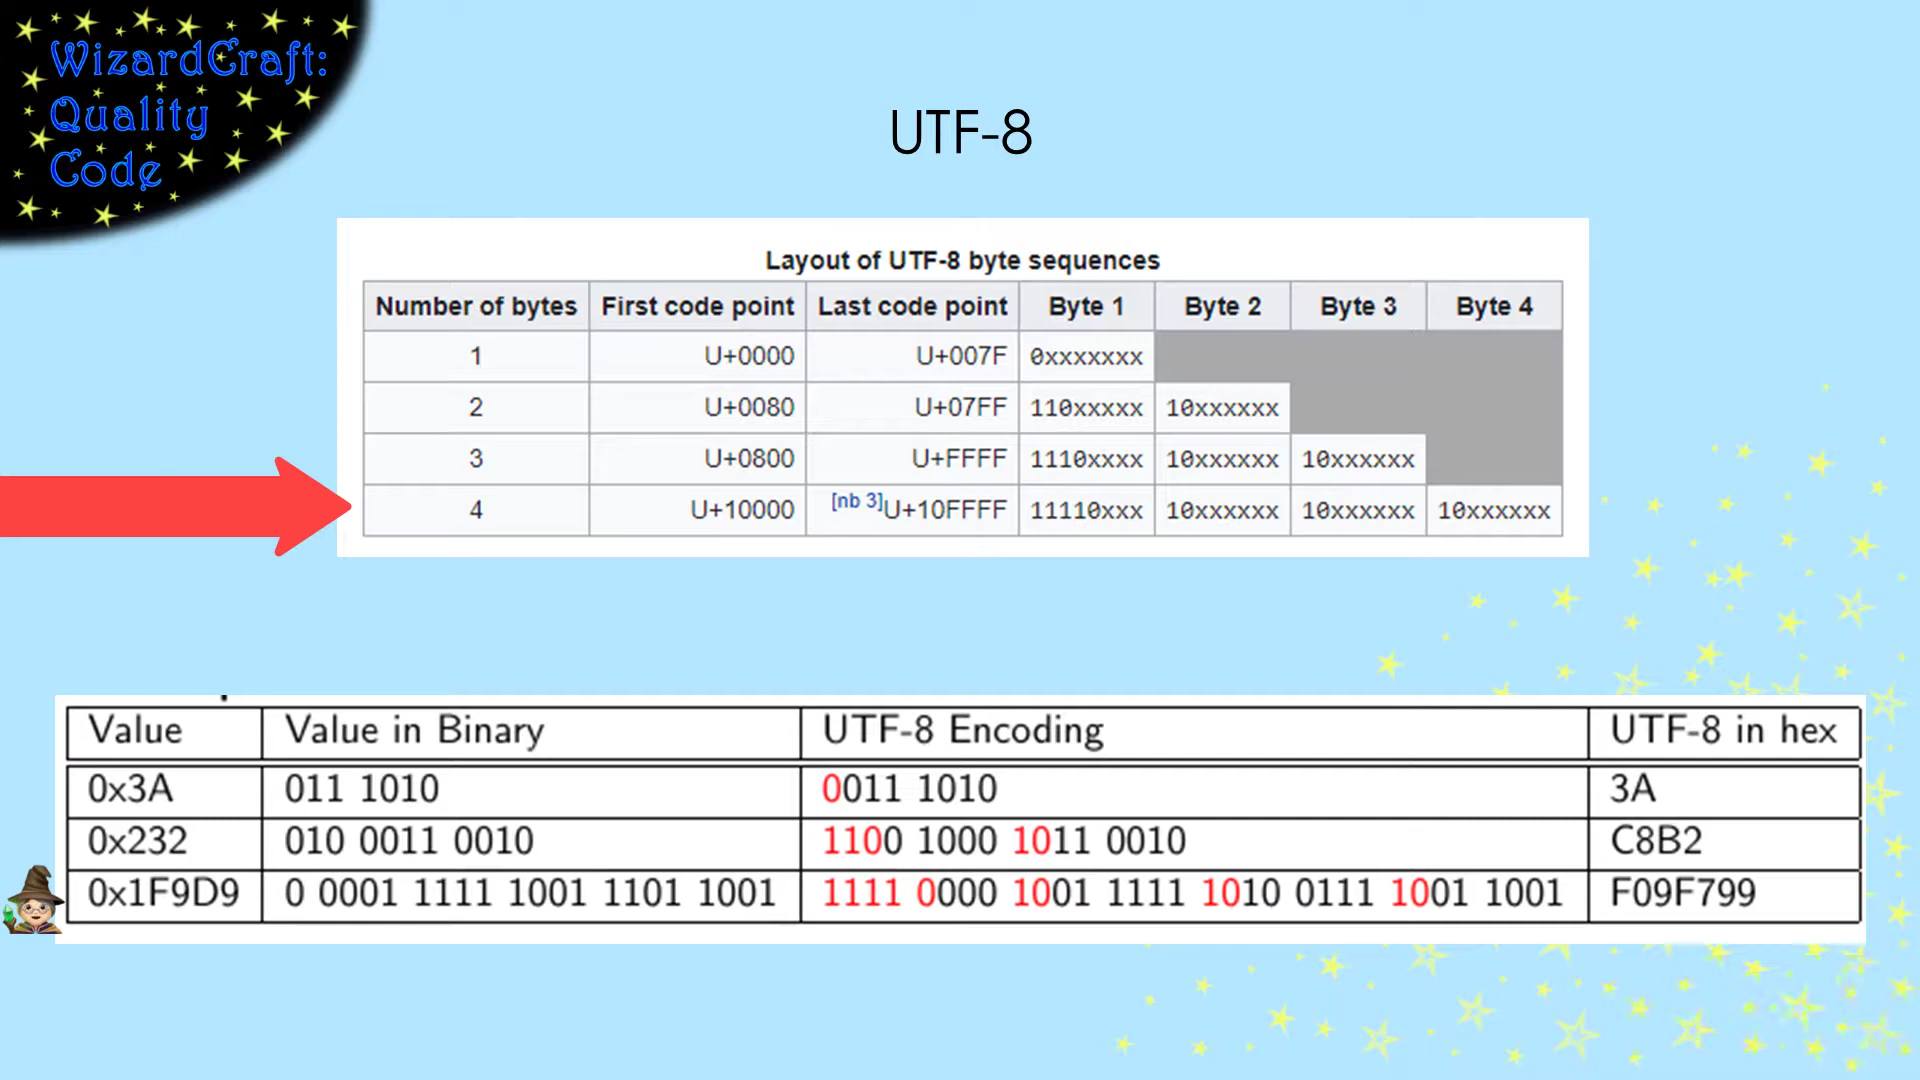 WizardCraft:
Quality
Code
UTF-8
Layout of UTF-8 byte sequences
Number of bytes First code point Last code point Byte 1 Byte 2 Byte 3 Byte 4
1 U+0000 U+007F 0xxxxxxx
2 U+0080 U+07FF 110xxxxx 10xxxxxx
3 U+0800 U+FFFF 1110xxxx 10xxxxxx 10xxxxxx
4 U+10000 [nb 3]U+10FFFF 11110xxx 10xxxxxx 10xxxxxx 10xxxxxx
Value Value in Binary UTF-8 Encoding UTF-8 in hex
0x3A 011 1010 0011 1010 3A
0x232 010 0011 0010 1100 1000 1011 0010 C8B2
0x1F9D9 0 0001 1111 1001 1101 1001 1111 0000 1001 1111 1010 0111 1001 1001 F09F799